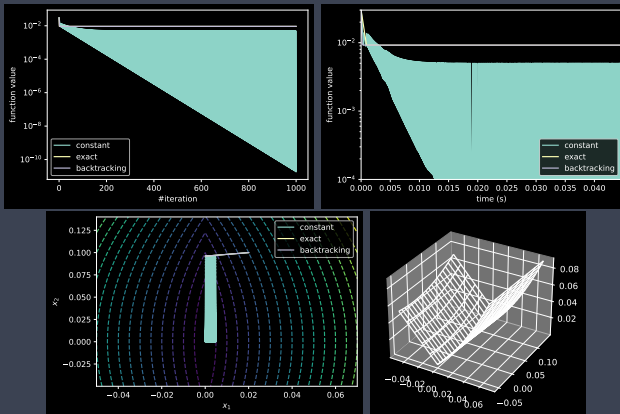 10⁻²
10⁻⁴
10⁻⁶
10⁻⁸
10⁻¹⁰
function value
constant
exact
backtracking
0 200 400 600 800 1000
#iteration
10⁻²
10⁻³
10⁻⁴
function value
constant
exact
backtracking
0.000 0.005 0.010 0.015 0.020 0.025 0.030 0.035 0.040
time (s)
0.125
0.100
0.075
0.050
0.025
0.000
−0.025
x₂
constant
exact
backtracking
−0.04 −0.02 0.00 0.02 0.04 0.06
x₁
0.08
0.06
0.04
0.02
0.10
0.05
0.00
−0.05
−0.04
−0.02
0.00
0.02
0.04
0.06